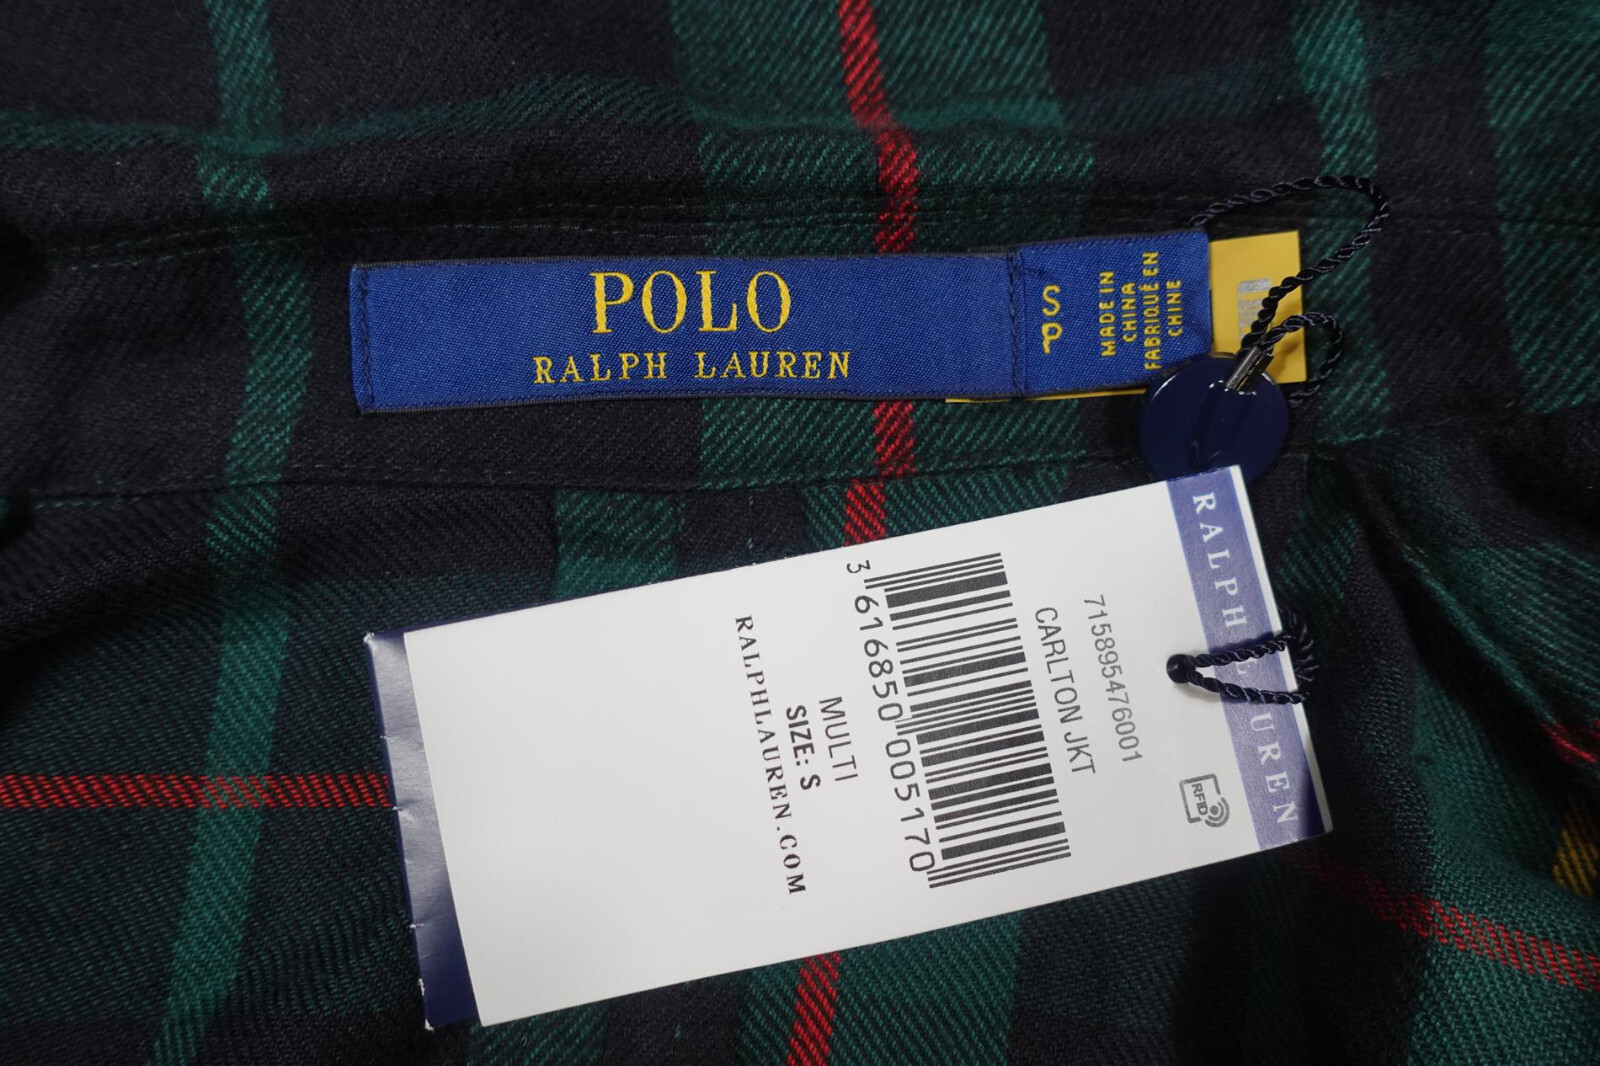 POLO
RALPH LAUREN
S
P
MADE IN
CHINA
FABRIQUÉ EN
CHINE
RALPH LAUREN
RFID
715895476001
CARLTON JKT
3 616850 005170
MULTI
SIZE: S
RALPHLAUREN.COM